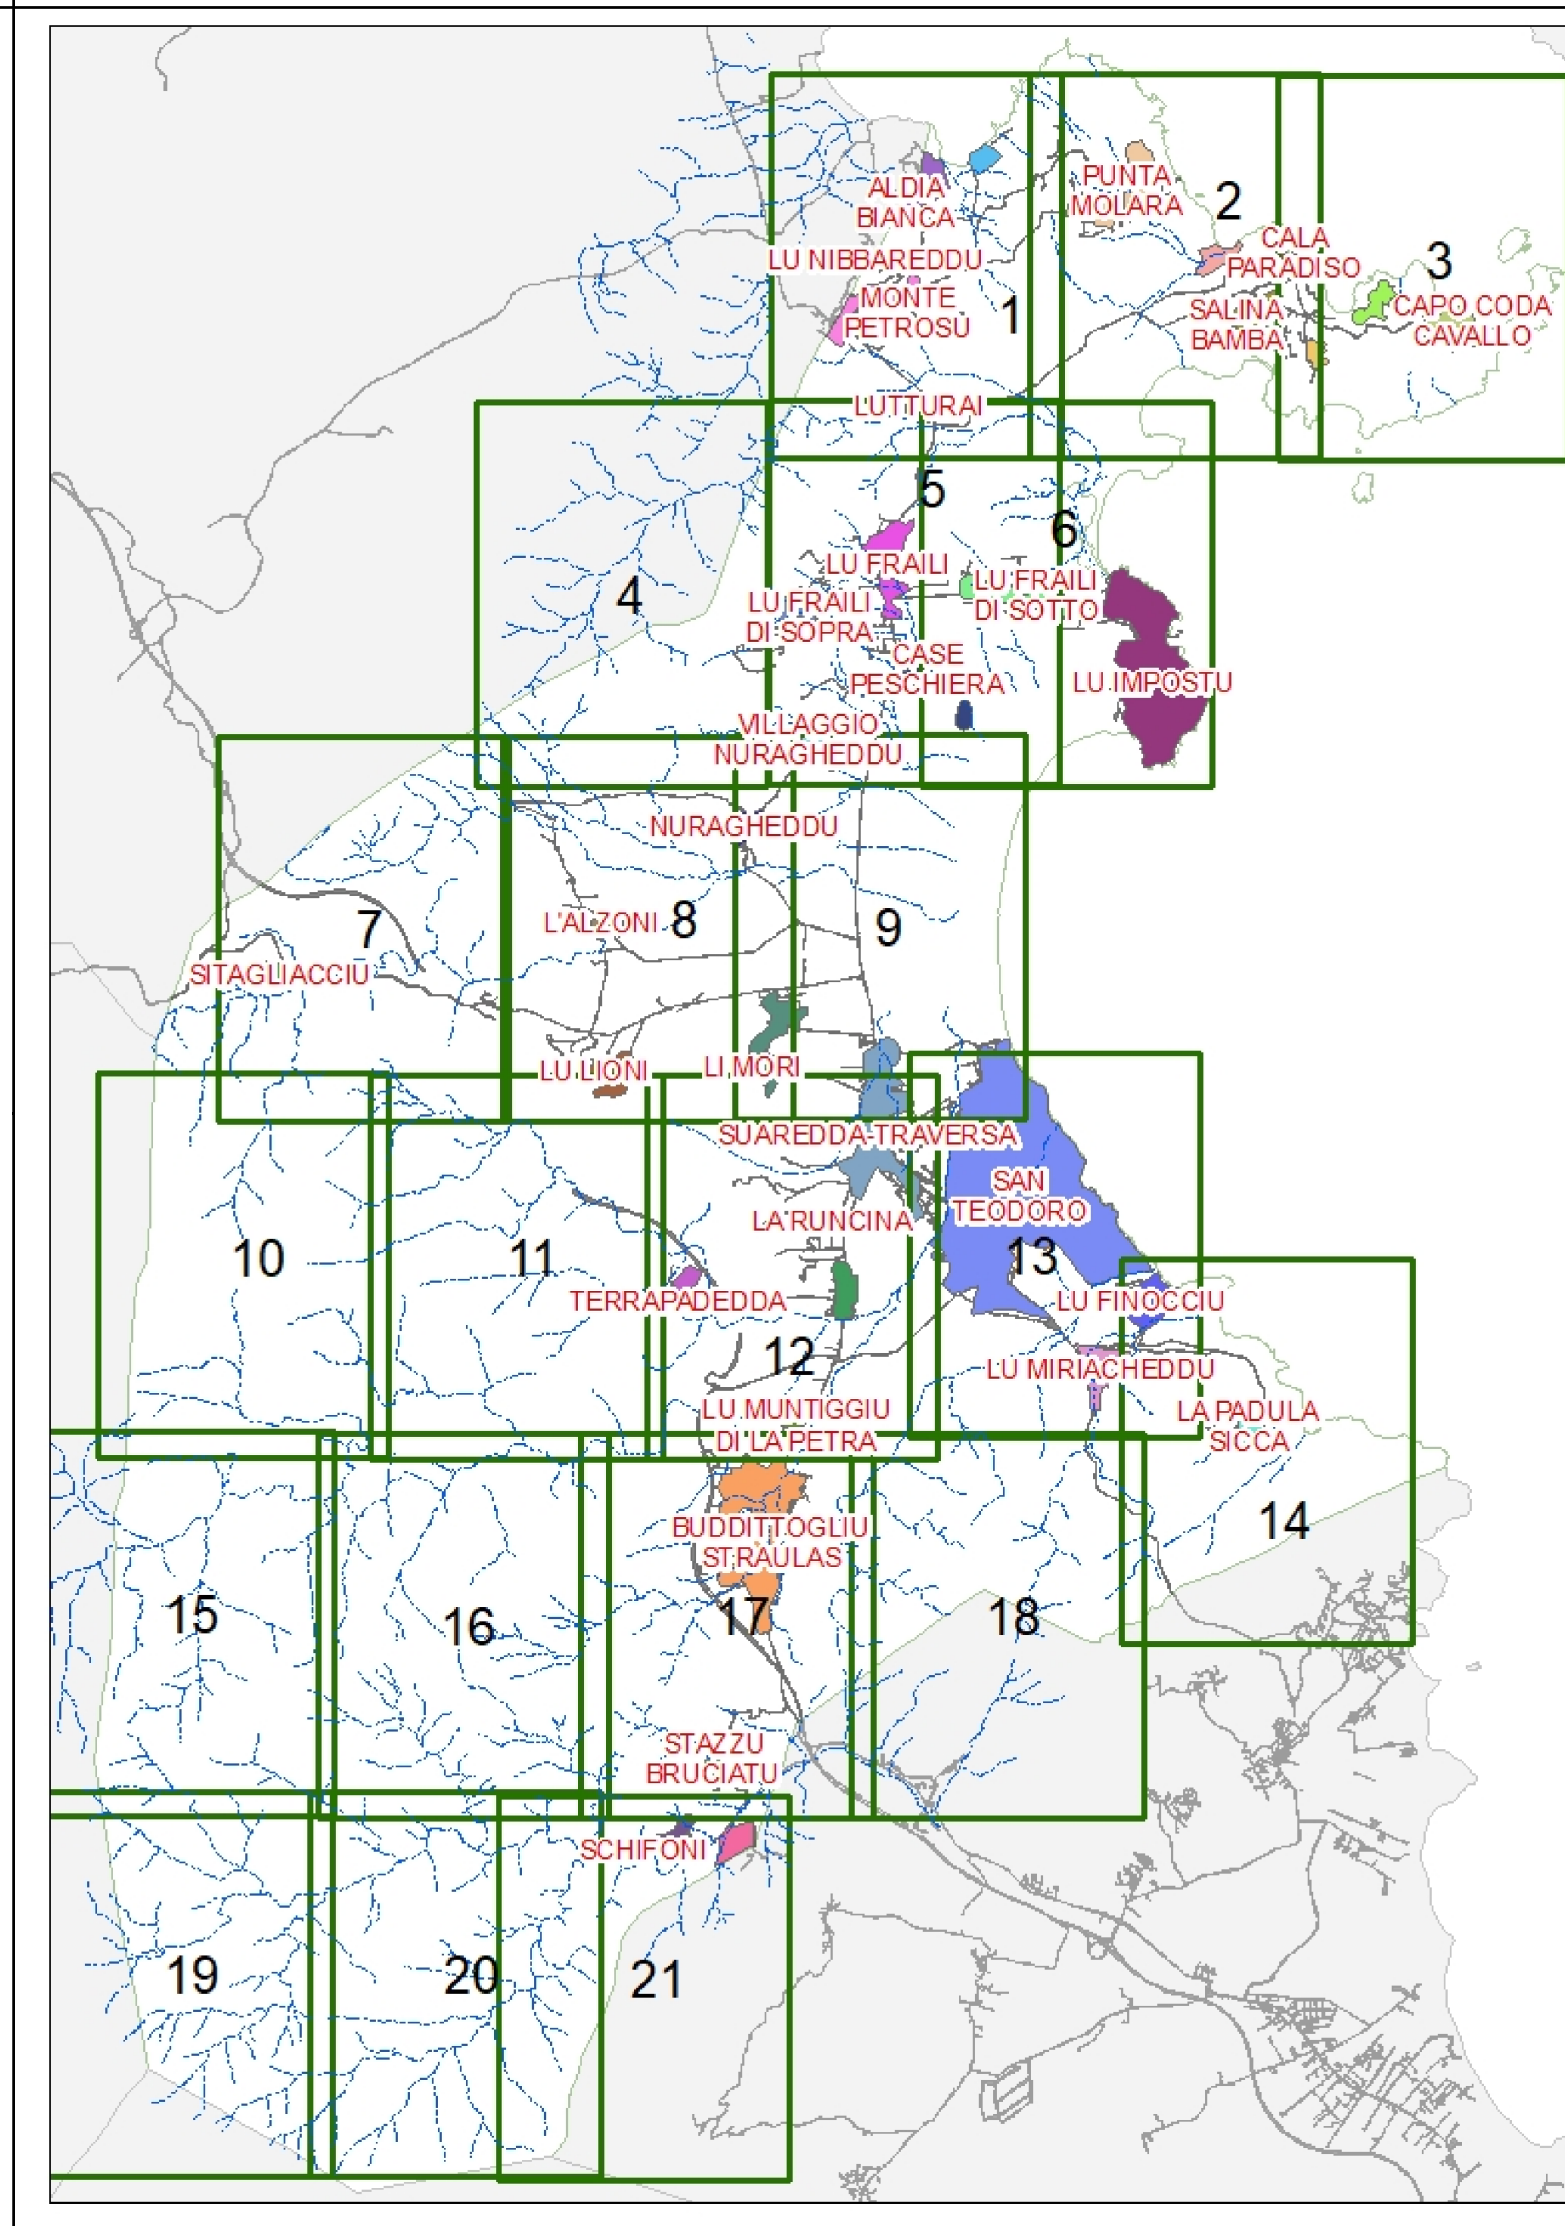 ALDIA
BIANCA
PUNTA
MOLARA
2
CALA
PARADISO
3
LU NIBBAREDDU
MONTE
PETROSU
1
SALINA
BAMBA
CAPO CODA
CAVALLO
LUTTURAI
5
6
4
LU FRAILI
LU FRAILI
DI SOTTO
LU FRAILI
DI SOPRA
CASE
PESCHIERA
LU IMPOSTU
VILLAGGIO
NURAGHEDDU
NURAGHEDDU
7
L'ALZONI
8
9
SITAGLIACCIU
LU LIONI
LI MORI
SUAREDDA-TRAVERSA
SAN
TEODORO
LA RUNCINA
10
11
13
TERRAPADEDDA
LU FINOCCIU
12
LU MIRIACHEDDU
LU MUNTIGGIU
DI LA PETRA
LA PADULA
SICCA
14
BUDDITTOGLIU
STRAULAS
15
16
17
18
STAZZU
BRUCIATU
SCHIFONI
19
20
21